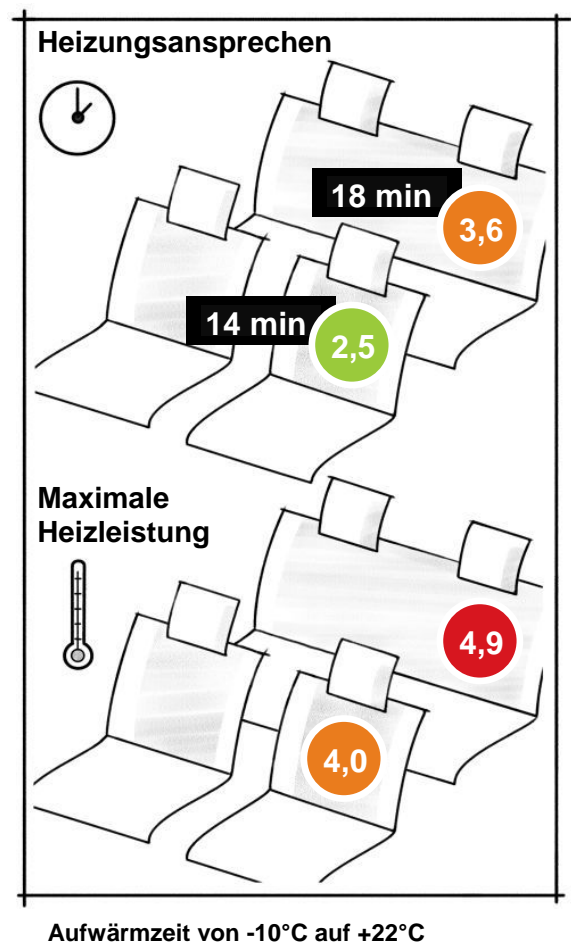 Heizungsansprechen
18 min
3,6
14 min
2,5
Maximale
Heizleistung
4,9
4,0
Aufwärmzeit von -10°C auf +22°C